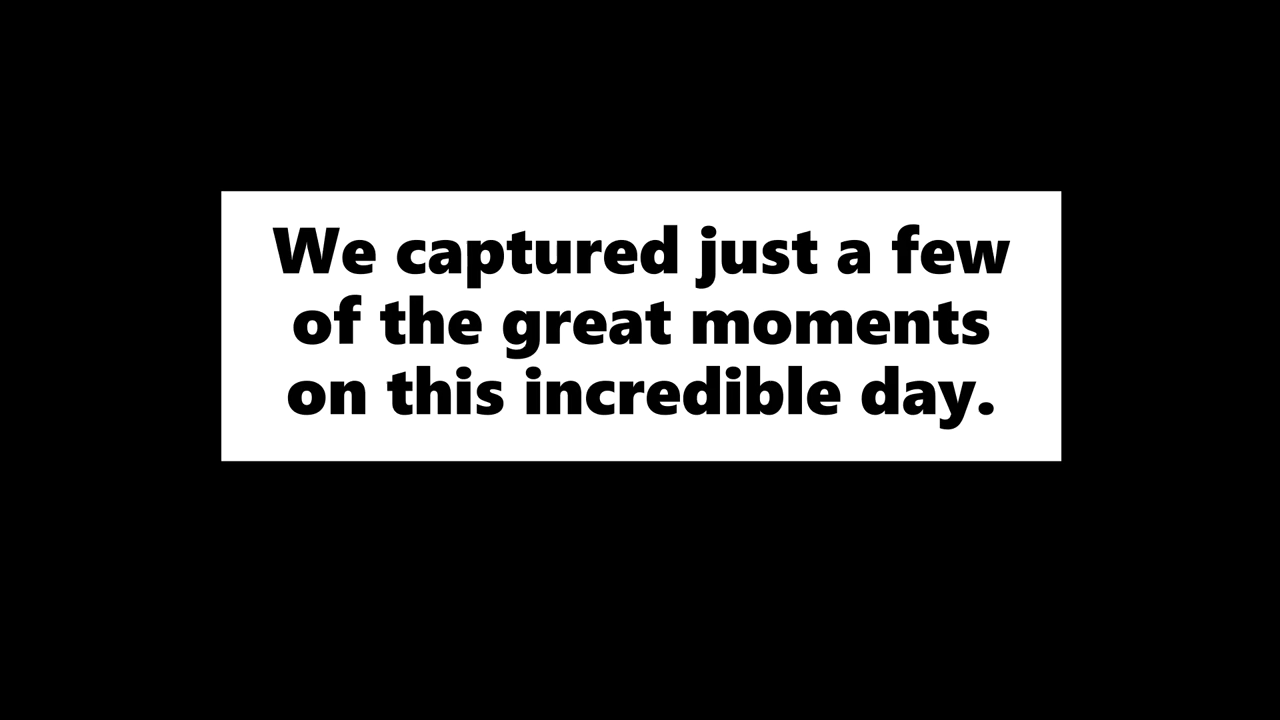 We captured just a few
of the great moments
on this incredible day.